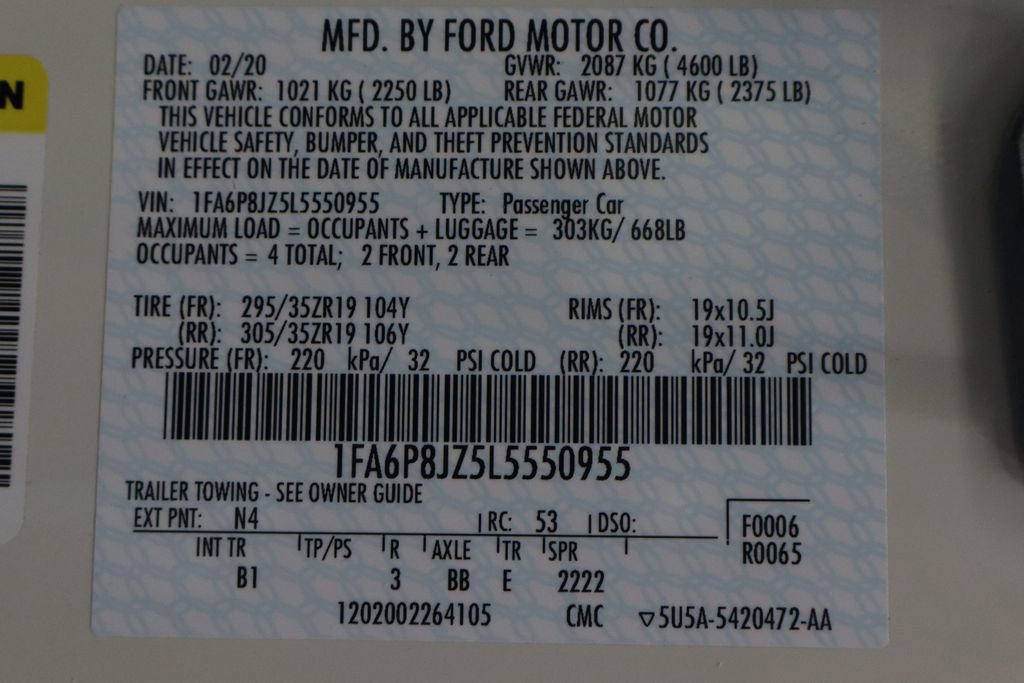 MFD. BY FORD MOTOR CO.
DATE: 02/20 GVWR: 2087 KG ( 4600 LB)
FRONT GAWR: 1021 KG ( 2250 LB) REAR GAWR: 1077 KG ( 2375 LB)
THIS VEHICLE CONFORMS TO ALL APPLICABLE FEDERAL MOTOR
VEHICLE SAFETY, BUMPER, AND THEFT PREVENTION STANDARDS
IN EFFECT ON THE DATE OF MANUFACTURE SHOWN ABOVE.
VIN: 1FA6P8JZ5L5550955 TYPE: Passenger Car
MAXIMUM LOAD = OCCUPANTS + LUGGAGE = 303KG/ 668LB
OCCUPANTS = 4 TOTAL; 2 FRONT, 2 REAR
TIRE (FR): 295/35ZR19 104Y RIMS (FR): 19x10.5J
(RR): 305/35ZR19 106Y (RR): 19x11.0J
PRESSURE (FR): 220 kPa/ 32 PSI COLD (RR): 220 kPa/ 32 PSI COLD
1FA6P8JZ5L5550955
TRAILER TOWING - SEE OWNER GUIDE
EXT PNT: N4 RC: 53 DSO:
F0006
R0065
INT TR TP/PS R AXLE TR SPR
B1 3 BB E 2222
1202002264105 CMC ▽5U5A-5420472-AA
N